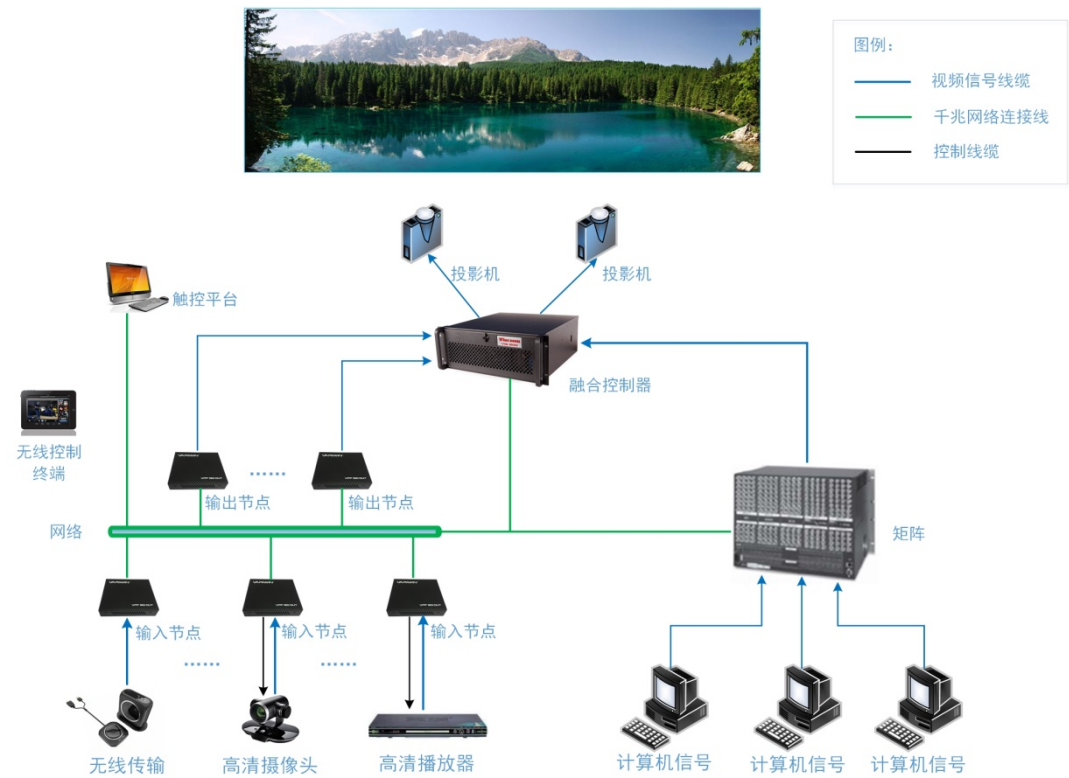 图例：
视频信号线缆
千兆网络连接线
控制线缆
投影机
投影机
触控平台
融合控制器
无线控制
终端
……
输出节点
输出节点
网络
矩阵
输入节点
输入节点
输入节点
……
……
无线传输
高清摄像头
高清播放器
计算机信号
计算机信号
计算机信号